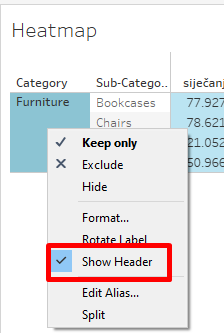 Heatmap
Category Sub-Catego.. siječanj
Furniture Bookcases 77.927
Chairs 78.621
Keep only 21.052
Exclude 50.966
Hide
Format...
Rotate Label
Show Header
Edit Alias...
Split